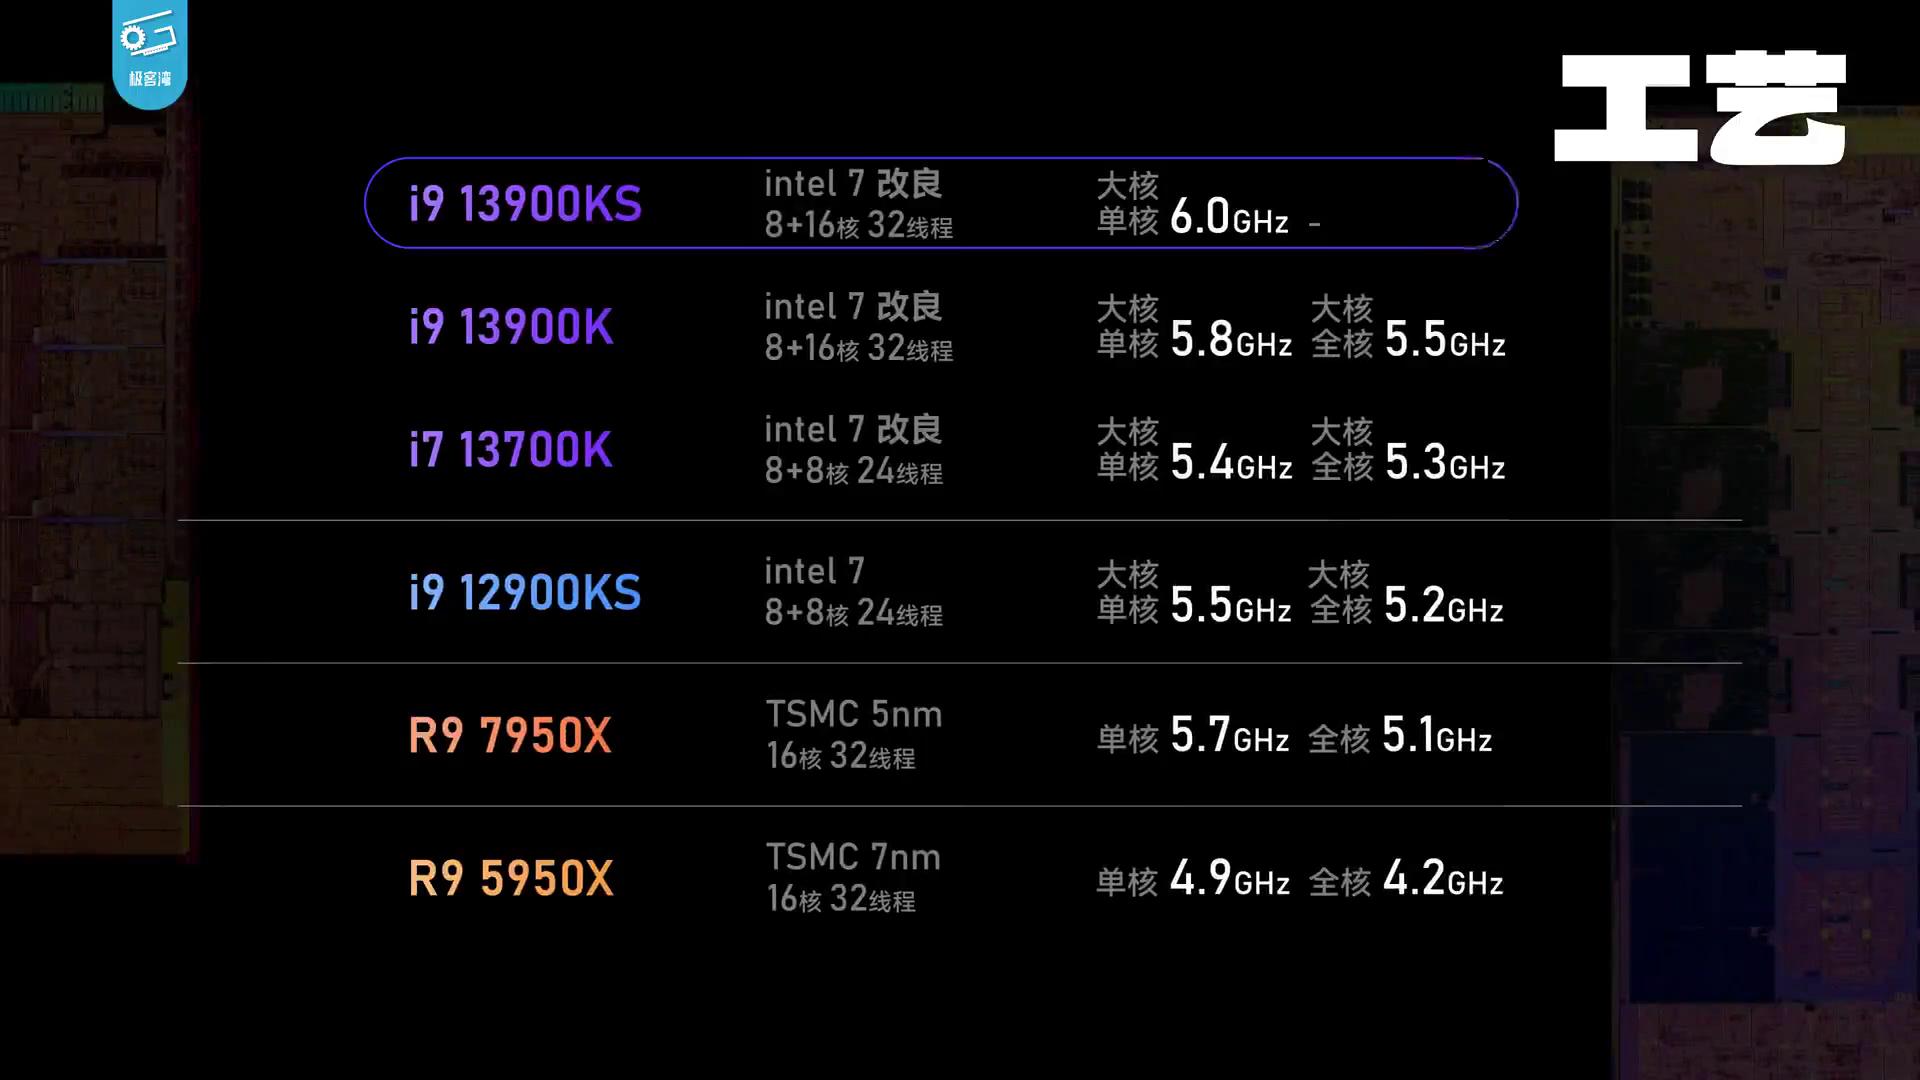 极客湾
工艺
i9 13900KS
intel 7 改良
8+16核 32线程
大核
单核 6.0GHz -
i9 13900K
intel 7 改良
8+16核 32线程
大核 大核
单核 5.8GHz 全核 5.5GHz
i7 13700K
intel 7 改良
8+8核 24线程
大核 大核
单核 5.4GHz 全核 5.3GHz
i9 12900KS
intel 7
8+8核 24线程
大核 大核
单核 5.5GHz 全核 5.2GHz
R9 7950X
TSMC 5nm
16核 32线程
单核 5.7GHz 全核 5.1GHz
R9 5950X
TSMC 7nm
16核 32线程
单核 4.9GHz 全核 4.2GHz